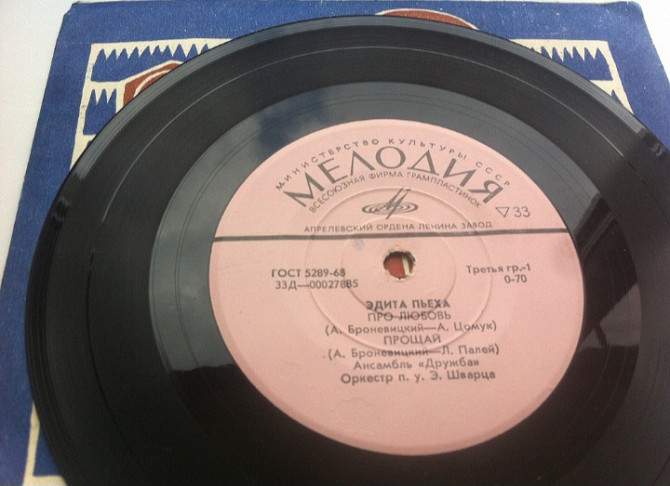 МИНИСТЕРСТВО КУЛЬТУРЫ СССР
МЕЛОДИЯ
ВСЕСОЮЗНАЯ ФИРМА ГРАМПЛАСТИНОК
▽33
АПРЕЛЕВСКИЙ ОРДЕНА ЛЕНИНА ЗАВОД
ГОСТ 5289-68
33Д—00027885
Третья гр.-1
0-70
ЭДИТА ПЬЕХА
ПРО ЛЮБОВЬ
(А. Броневицкий—А. Цомук)
ПРОЩАЙ
(А. Броневицкий—Л. Палей)
Ансамбль «Дружба»
Оркестр п. у. Э. Шварца